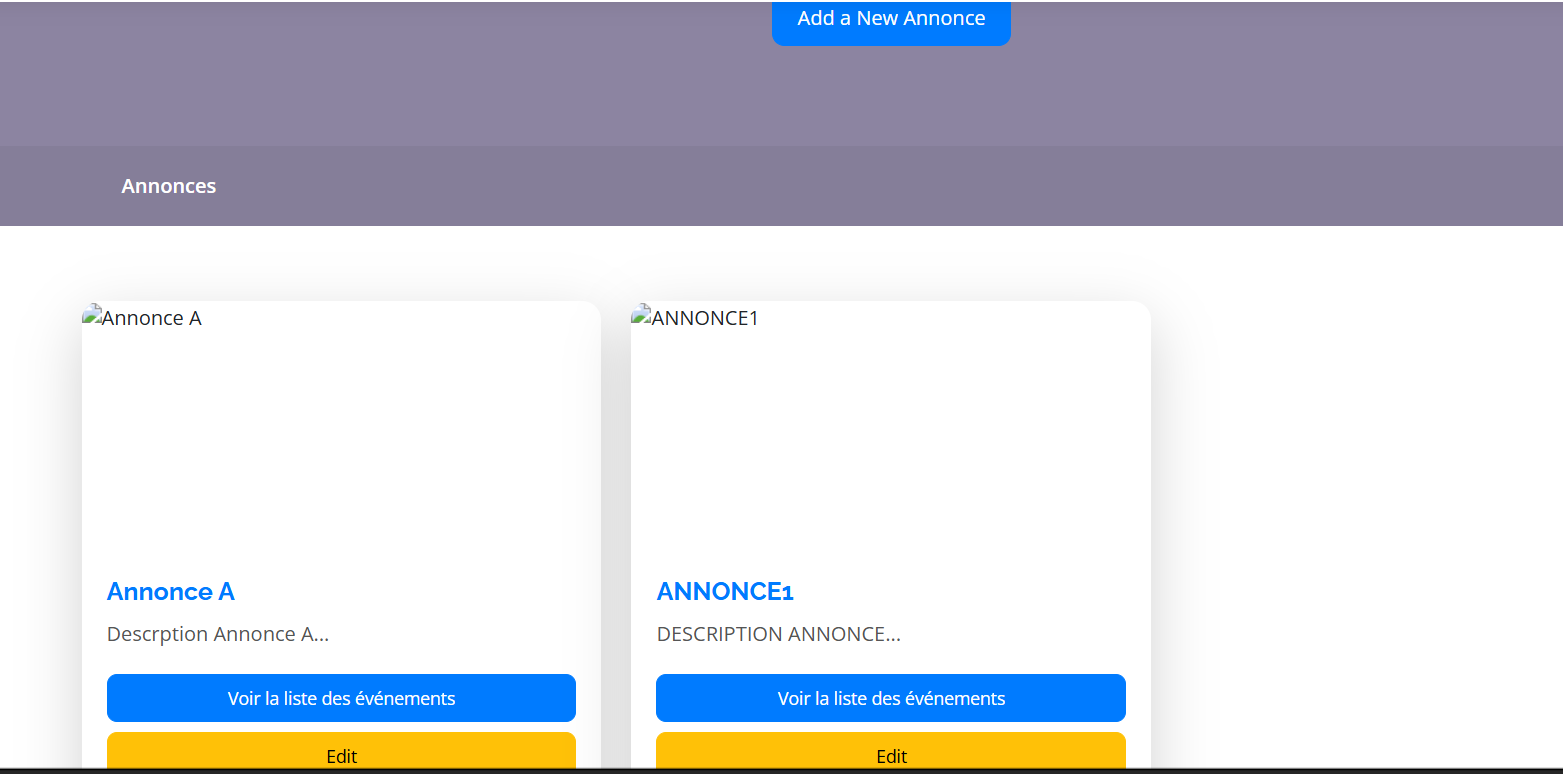 Add a New Annonce
Annonces
Annonce A
ANNONCE1
Annonce A
Descrption Annonce A...
Voir la liste des événements
Edit
ANNONCE1
DESCRIPTION ANNONCE...
Voir la liste des événements
Edit